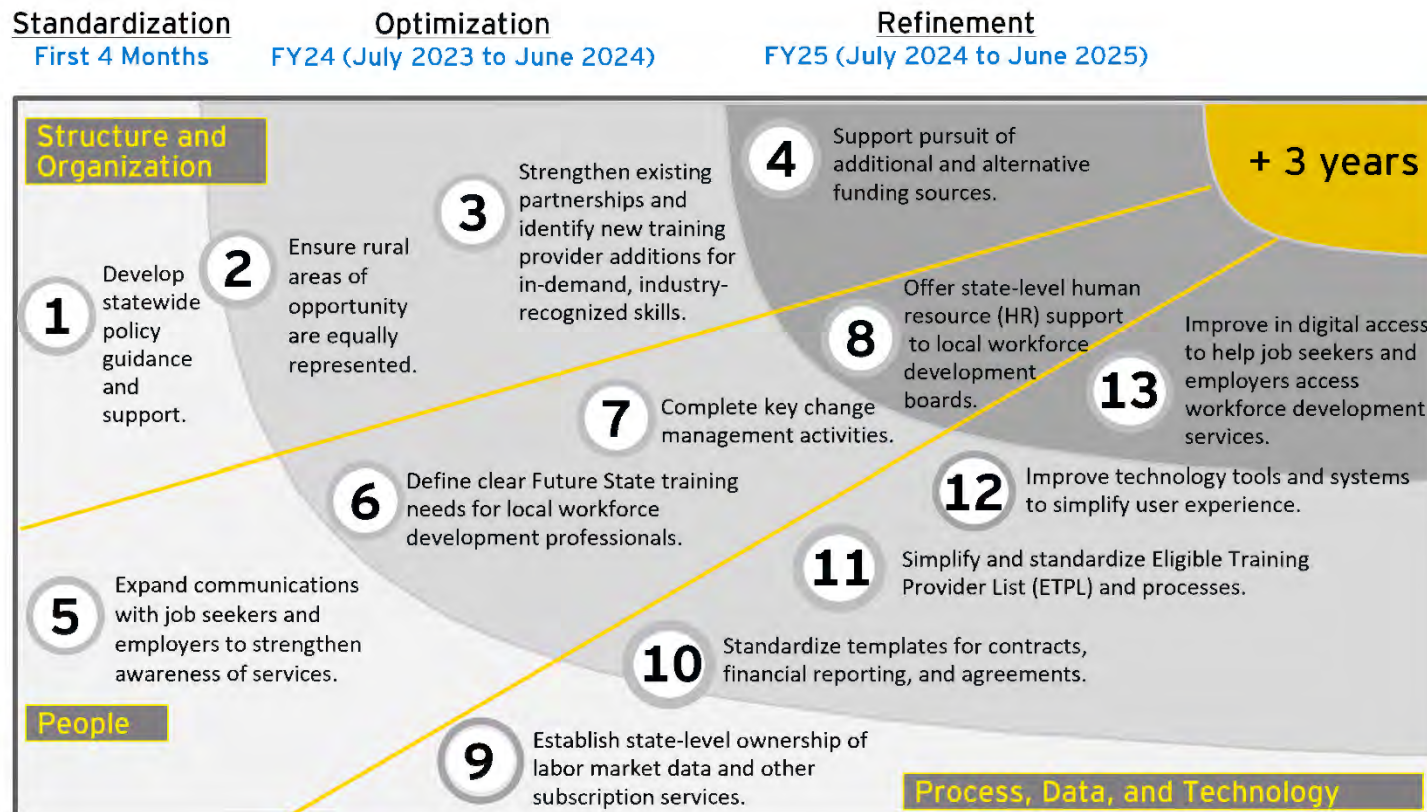 Standardization
First 4 Months
Optimization
FY24 (July 2023 to June 2024)
Refinement
FY25 (July 2024 to June 2025)
Structure and
Organization
1
Develop
statewide
policy
guidance
and
support.
2
Ensure rural
areas of
opportunity
are equally
represented.
3
Strengthen existing
partnerships and
identify new training
provider additions for
in-demand, industry-
recognized skills.
4
Support pursuit of
additional and alternative
funding sources.
+ 3 years
5
Expand communications
with job seekers and
employers to strengthen
awareness of services.
People
6
Define clear Future State training
needs for local workforce
development professionals.
7
Complete key change
management activities.
8
Offer state-level human
resource (HR) support
to local workforce
development
boards.
9
Establish state-level ownership of
labor market data and other
subscription services.
10
Standardize templates for contracts,
financial reporting, and agreements.
11
Simplify and standardize Eligible Training
Provider List (ETPL) and processes.
12
Improve technology tools and systems
to simplify user experience.
13
Improve in digital access
to help job seekers and
employers access
workforce development
services.
Process, Data, and Technology